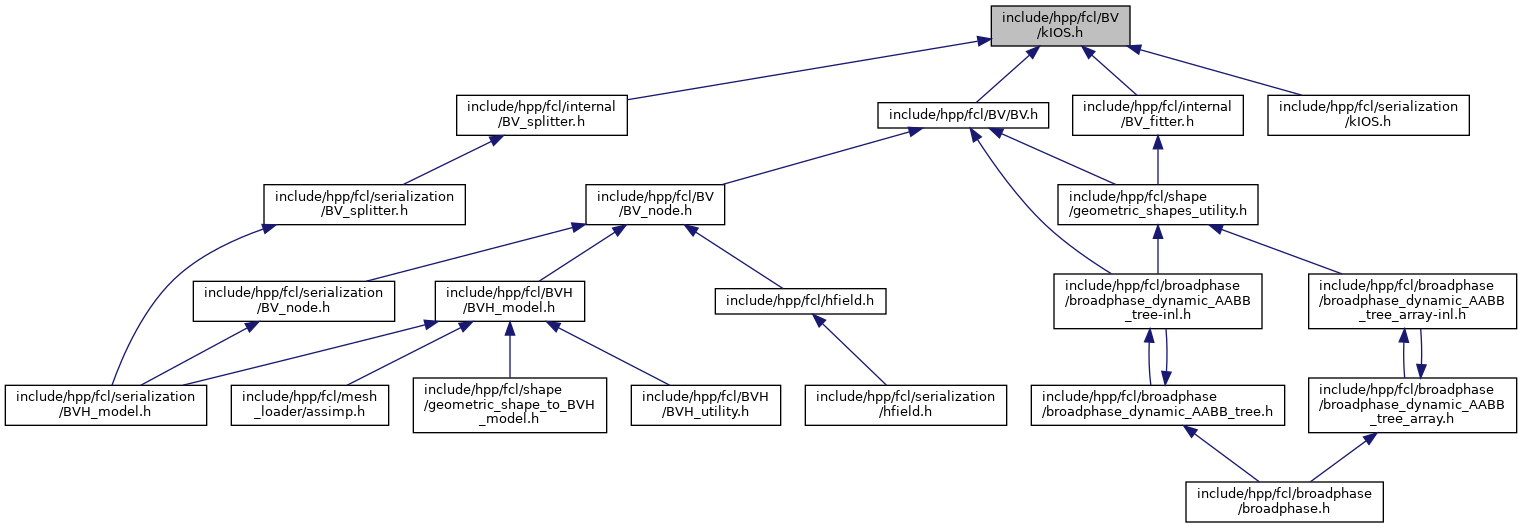 include/hpp/fcl/BV
/kIOS.h
include/hpp/fcl/internal
/BV_splitter.h
include/hpp/fcl/BV/BV.h
include/hpp/fcl/internal
/BV_fitter.h
include/hpp/fcl/serialization
/kIOS.h
include/hpp/fcl/serialization
/BV_splitter.h
include/hpp/fcl/BV
/BV_node.h
include/hpp/fcl/shape
/geometric_shapes_utility.h
include/hpp/fcl/serialization
/BV_node.h
include/hpp/fcl/BVH
/BVH_model.h
include/hpp/fcl/hfield.h
include/hpp/fcl/broadphase
/broadphase_dynamic_AABB
_tree-inl.h
include/hpp/fcl/broadphase
/broadphase_dynamic_AABB
_tree_array-inl.h
include/hpp/fcl/serialization
/BVH_model.h
include/hpp/fcl/mesh
_loader/assimp.h
include/hpp/fcl/shape
/geometric_shape_to_BVH
_model.h
include/hpp/fcl/BVH
/BVH_utility.h
include/hpp/fcl/serialization
/hfield.h
include/hpp/fcl/broadphase
/broadphase_dynamic_AABB_tree.h
include/hpp/fcl/broadphase
/broadphase_dynamic_AABB
_tree_array.h
include/hpp/fcl/broadphase
/broadphase.h